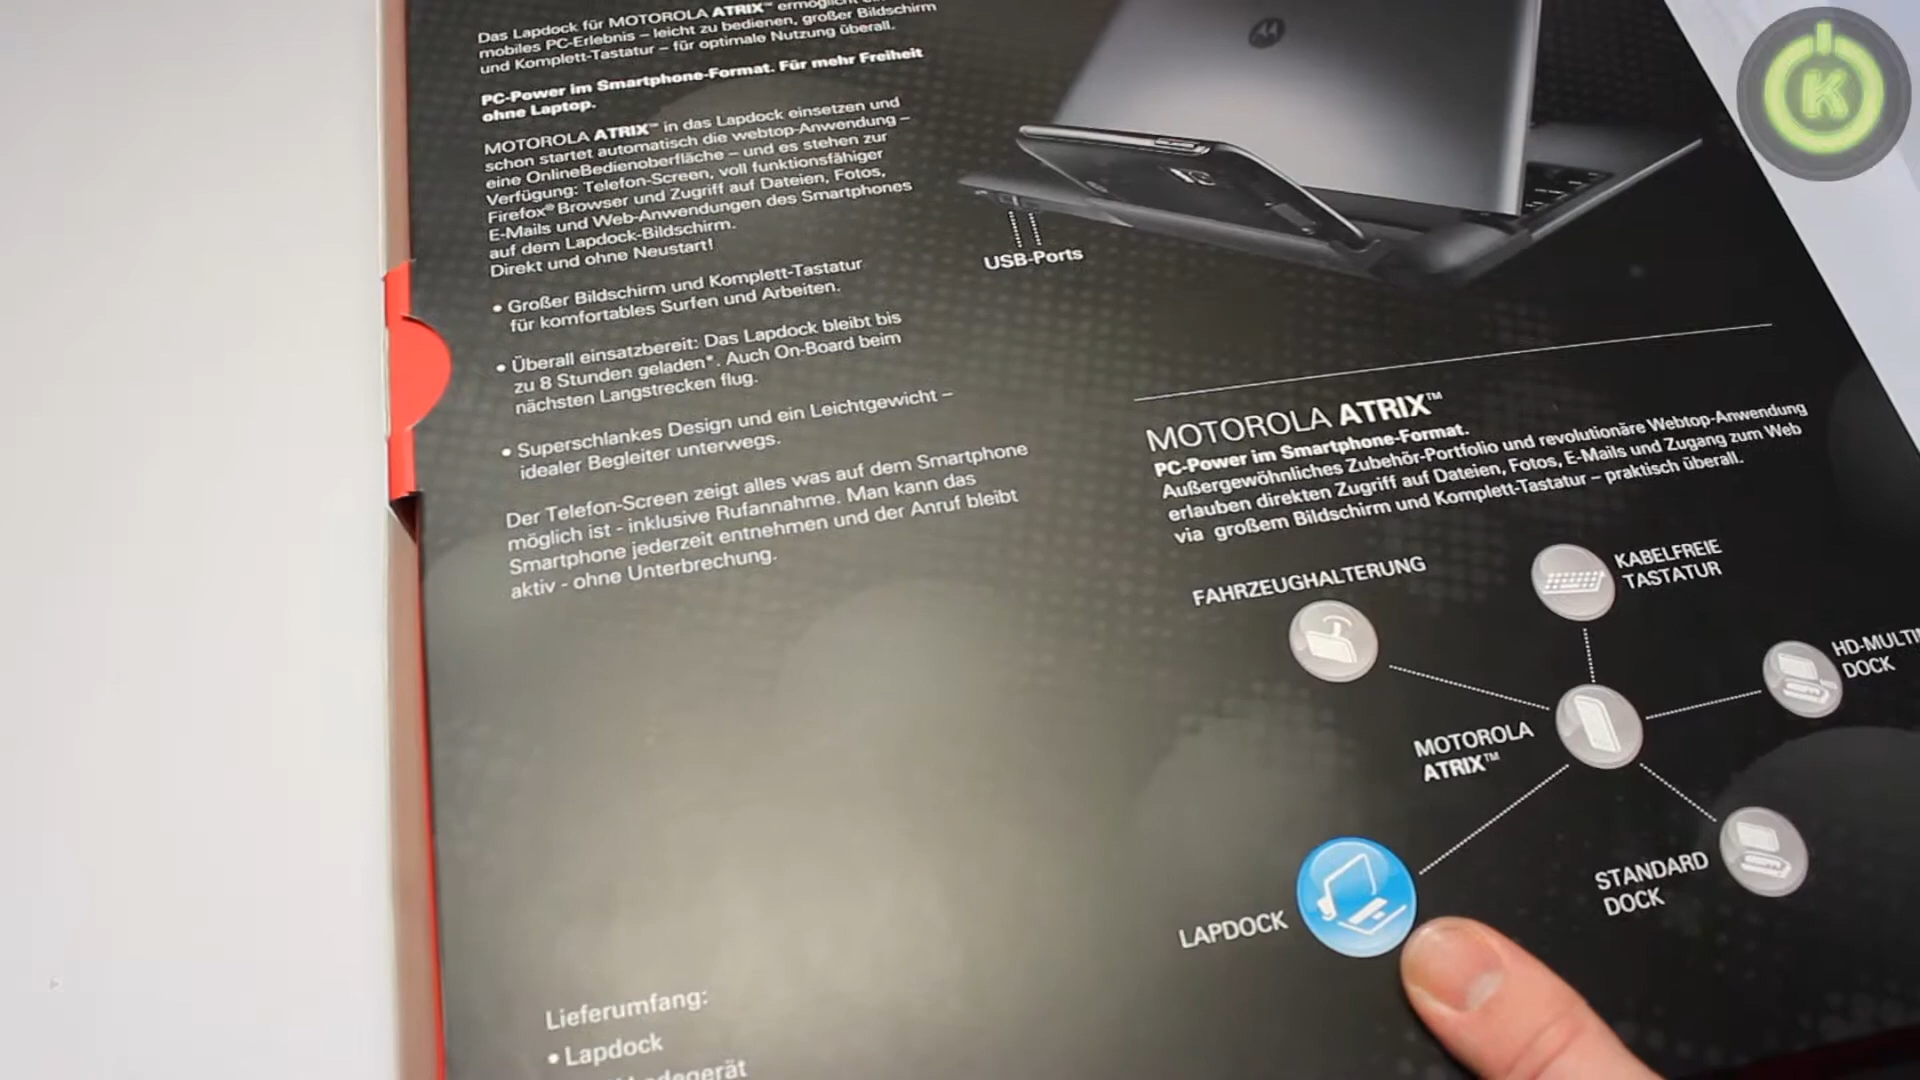 Das Lapdock für MOTOROLA ATRIX™ ermöglicht
mobiles PC-Erlebnis – leicht zu bedienen, großer Bildschirm
und Komplett-Tastatur – für optimale Nutzung überall.
PC-Power im Smartphone-Format. Für mehr Freiheit
ohne Laptop.
MOTOROLA ATRIX™ in das Lapdock einsetzen und
schon startet automatisch die webtop-Anwendung –
eine OnlineBedienoberfläche – und es stehen zur
Verfügung: Telefon-Screen, voll funktionsfähiger
Firefox® Browser und Zugriff auf Dateien, Fotos,
E-Mails und Web-Anwendungen des Smartphones
auf dem Lapdock-Bildschirm.
Direkt und ohne Neustart!
• Großer Bildschirm und Komplett-Tastatur
für komfortables Surfen und Arbeiten.
• Überall einsatzbereit: Das Lapdock bleibt bis
zu 8 Stunden geladen*. Auch On-Board beim
nächsten Langstrecken flug.
• Superschlankes Design und ein Leichtgewicht –
idealer Begleiter unterwegs.
Der Telefon-Screen zeigt alles was auf dem Smartphone
möglich ist - inklusive Rufannahme. Man kann das
Smartphone jederzeit entnehmen und der Anruf bleibt
aktiv - ohne Unterbrechung.
Lieferumfang:
• Lapdock
USB-Ports
MOTOROLA ATRIX™
PC-Power im Smartphone-Format.
Außergewöhnliches Zubehör-Portfolio und revolutionäre Webtop-Anwendung
erlauben direkten Zugriff auf Dateien, Fotos, E-Mails und Zugang zum Web
via großem Bildschirm und Komplett-Tastatur – praktisch überall.
FAHRZEUGHALTERUNG
KABELFREIE
TASTATUR
HD-MULTI
DOCK
MOTOROLA
ATRIX™
STANDARD
DOCK
LAPDOCK
K